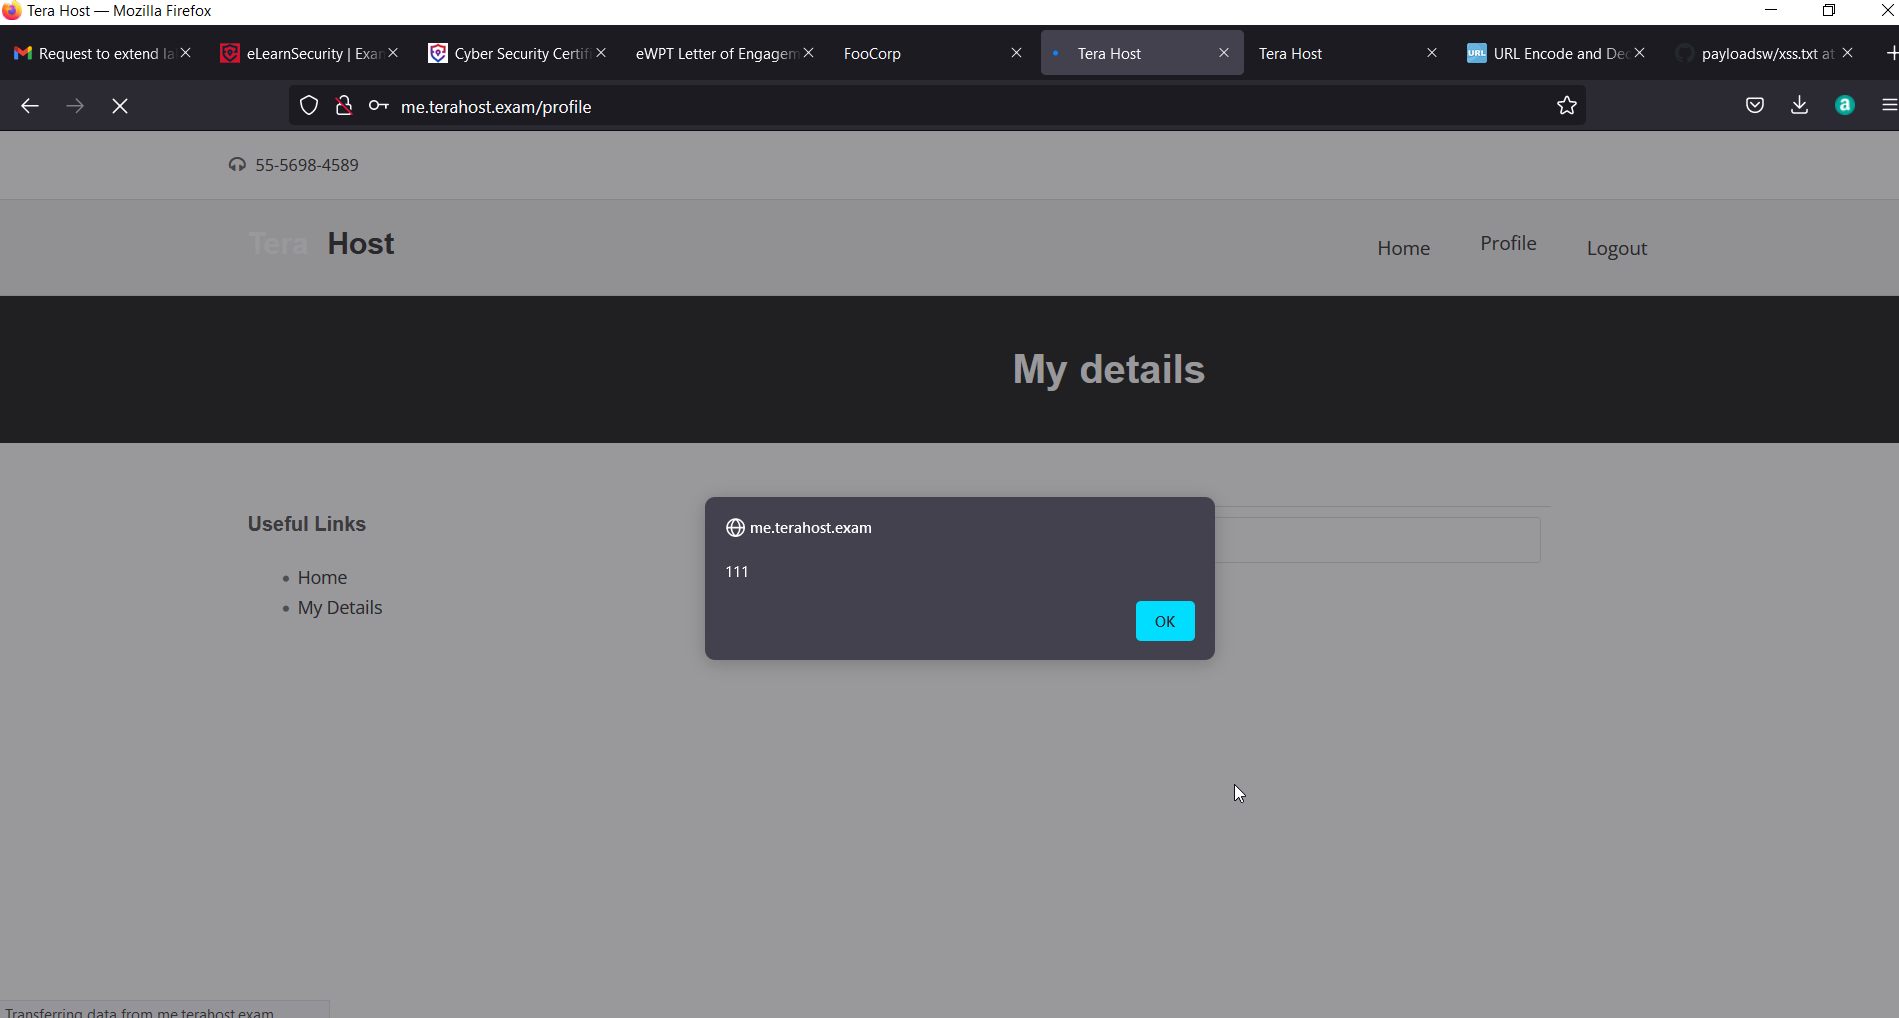 Tera Host — Mozilla Firefox
Request to extend la
eLearnSecurity | Exan
Cyber Security Certifi
eWPT Letter of Engagem
FooCorp
Tera Host
Tera Host
URL
URL Encode and Dec
payloadsw/xss.txt at
me.terahost.exam/profile
a
55-5698-4589
Tera Host
Home
Profile
Logout
My details
Useful Links
Home
My Details
me.terahost.exam
111
OK
Transferring data from me.terahost.exam